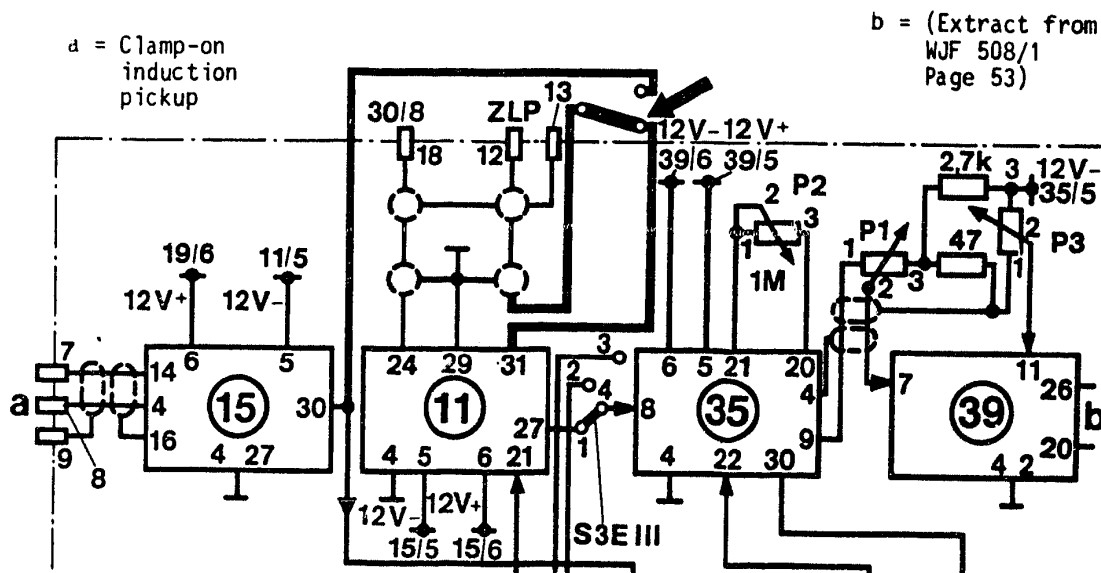 a = Clamp-on
induction
pickup
b = (Extract from
WJF 508/1
Page 53)
30/8
ZLP
13
18
12
12V- 12V+
39/6 39/5
2,7k
3
12V-
35/5
P2
2
3
1
1M
P1
1
3
2
47
2
1
P3
19/6
11/5
12V+
12V-
7
a
9
8
6
5
14
4
16
15
30
4 27
24
29
31
11
27
4
5
6
21
12V-
12V+
15/5
15/6
3
2
4
1
S3E III
6
5
21
20
8
35
4
9
4
22
30
7
11
39
26
20
4
2
b